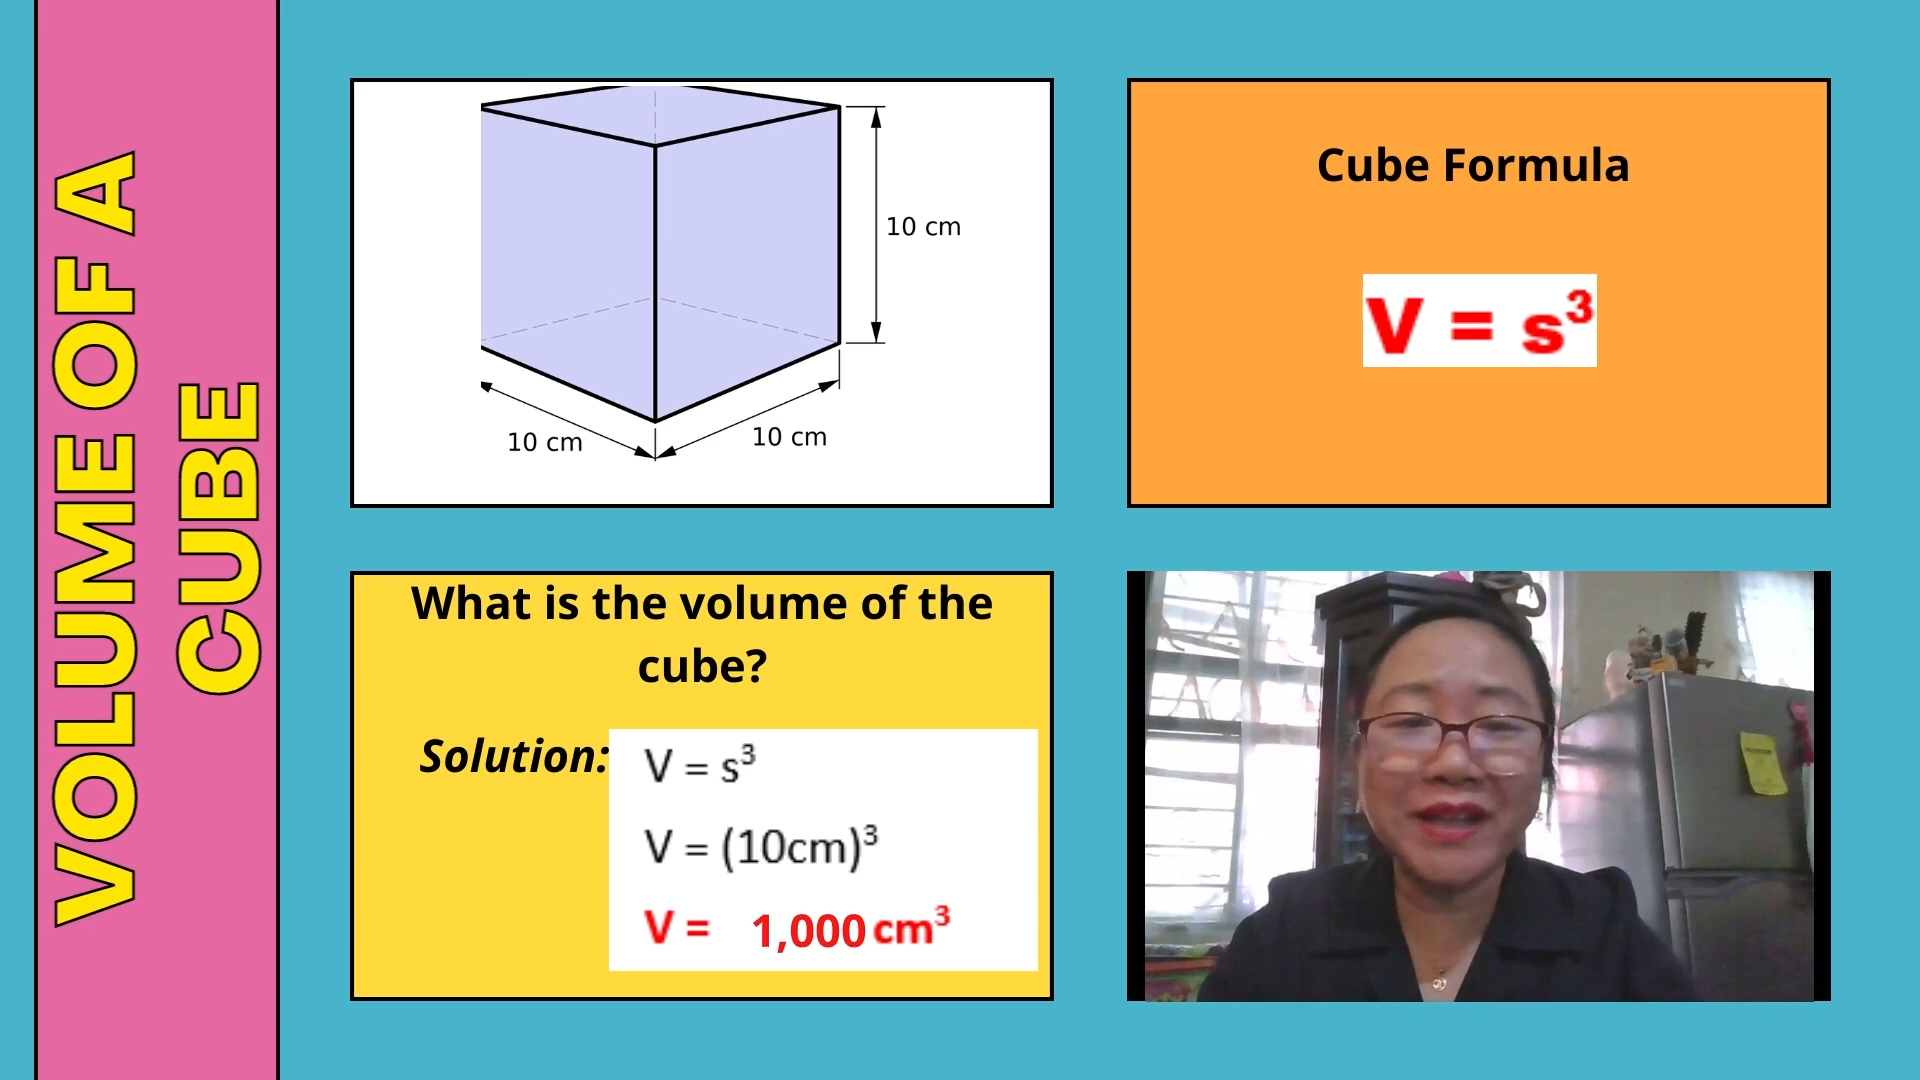 VOLUME OF A
CUBE
10 cm
10 cm
10 cm
Cube Formula
V = s³
What is the volume of the
cube?
Solution:
V = s³
V = (10cm)³
V = 1,000 cm³